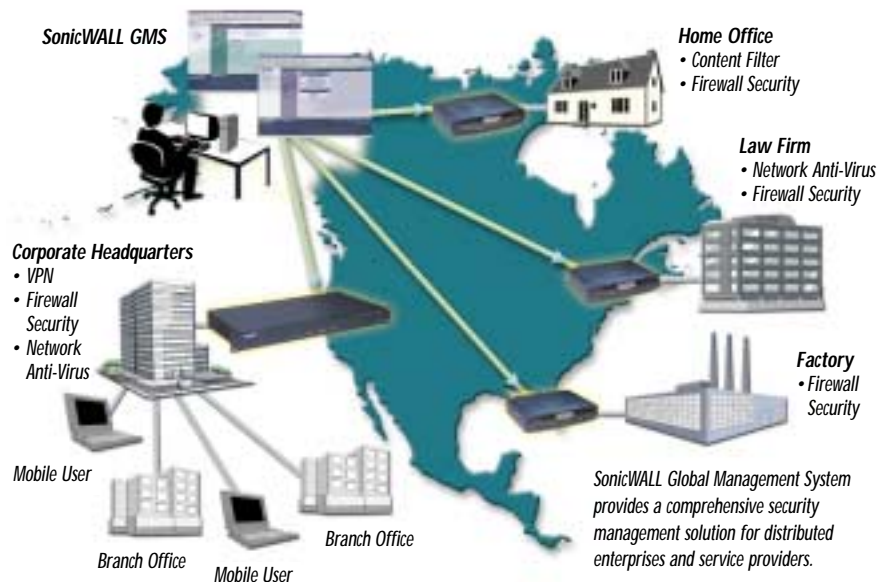 SonicWALL GMS
Home Office
• Content Filter
• Firewall Security
Law Firm
• Network Anti-Virus
• Firewall Security
Corporate Headquarters
• VPN
• Firewall
Security
• Network
Anti-Virus
Factory
• Firewall
Security
Mobile User
Branch Office
Mobile User
Branch Office
SonicWALL Global Management System
provides a comprehensive security
management solution for distributed
enterprises and service providers.